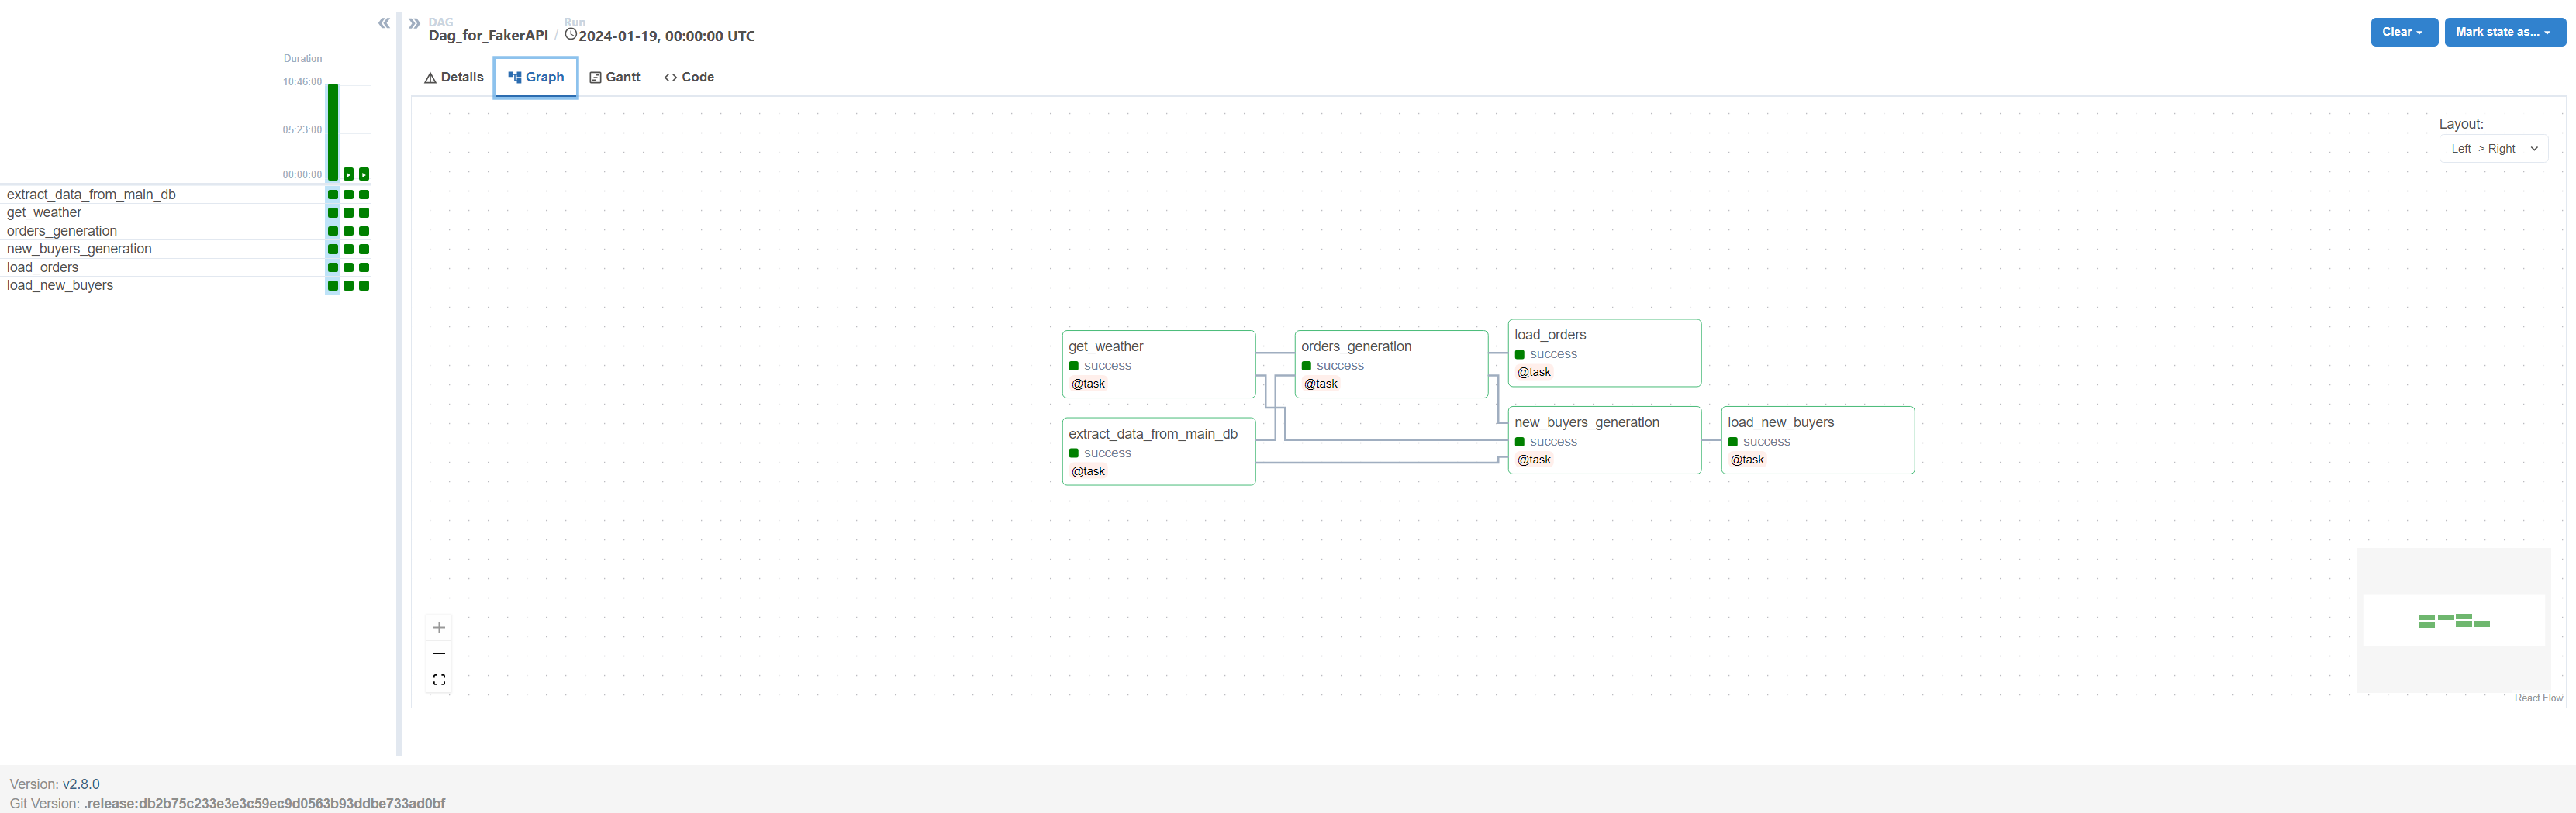 DAG
Run
Dag_for_FakerAPI / 2024-01-19, 00:00:00 UTC
Clear
Mark state as...
Details
Graph
Gantt
Code
Duration
10:46:00
05:23:00
00:00:00
extract_data_from_main_db
get_weather
orders_generation
new_buyers_generation
load_orders
load_new_buyers
Layout:
Left -> Right
get_weather
success
@task
extract_data_from_main_db
success
@task
orders_generation
success
@task
load_orders
success
@task
new_buyers_generation
success
@task
load_new_buyers
success
@task
React Flow
Version: v2.8.0
Git Version: .release:db2b75c233e3e3c59ec9d0563b93ddbe733ad0bf